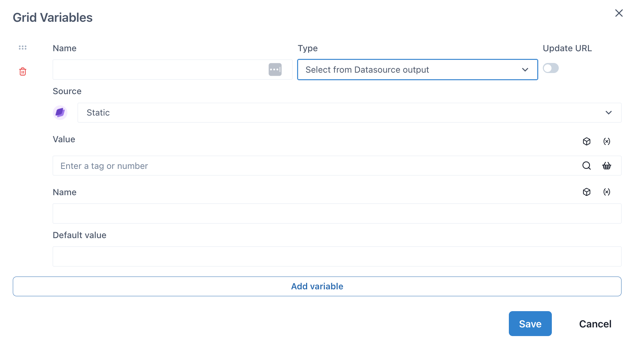 Grid Variables
Name
Type
Update URL
Select from Datasource output
Source
Static
Value
Enter a tag or number
Name
Default value
Add variable
Save
Cancel